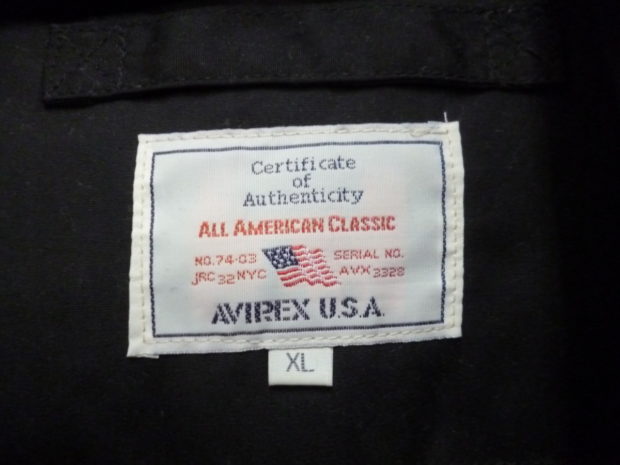 Certificate
of
Authenticity
ALL AMERICAN CLASSIC
NO. 74-03 SERIAL NO.
JRC 32 NYC AVX 3328
AVIREX U.S.A.
XL